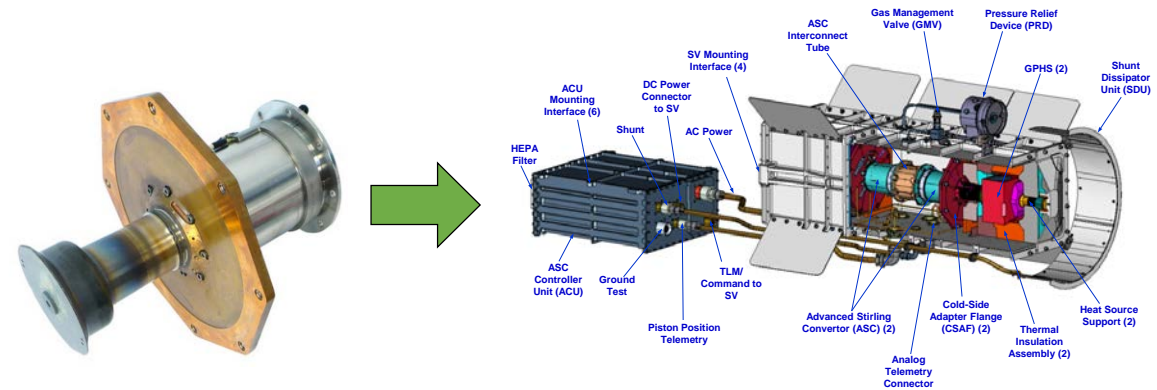 Gas Management
Valve (GMV)
Pressure Relief
Device (PRD)
ASC
Interconnect
Tube
GPHS (2)
Shunt
Dissipator
Unit (SDU)
SV Mounting
Interface (4)
ACU
Mounting
Interface (6)
DC Power
Connector
to SV
Shunt
AC Power
HEPA
Filter
ASC
Controller
Unit (ACU)
Ground
Test
TLM/
Command to
SV
Piston Position
Telemetry
Advanced Stirling
Convertor (ASC) (2)
Analog
Telemetry
Connector
Cold-Side
Adapter Flange
(CSAF) (2)
Thermal
Insulation
Assembly (2)
Heat Source
Support (2)